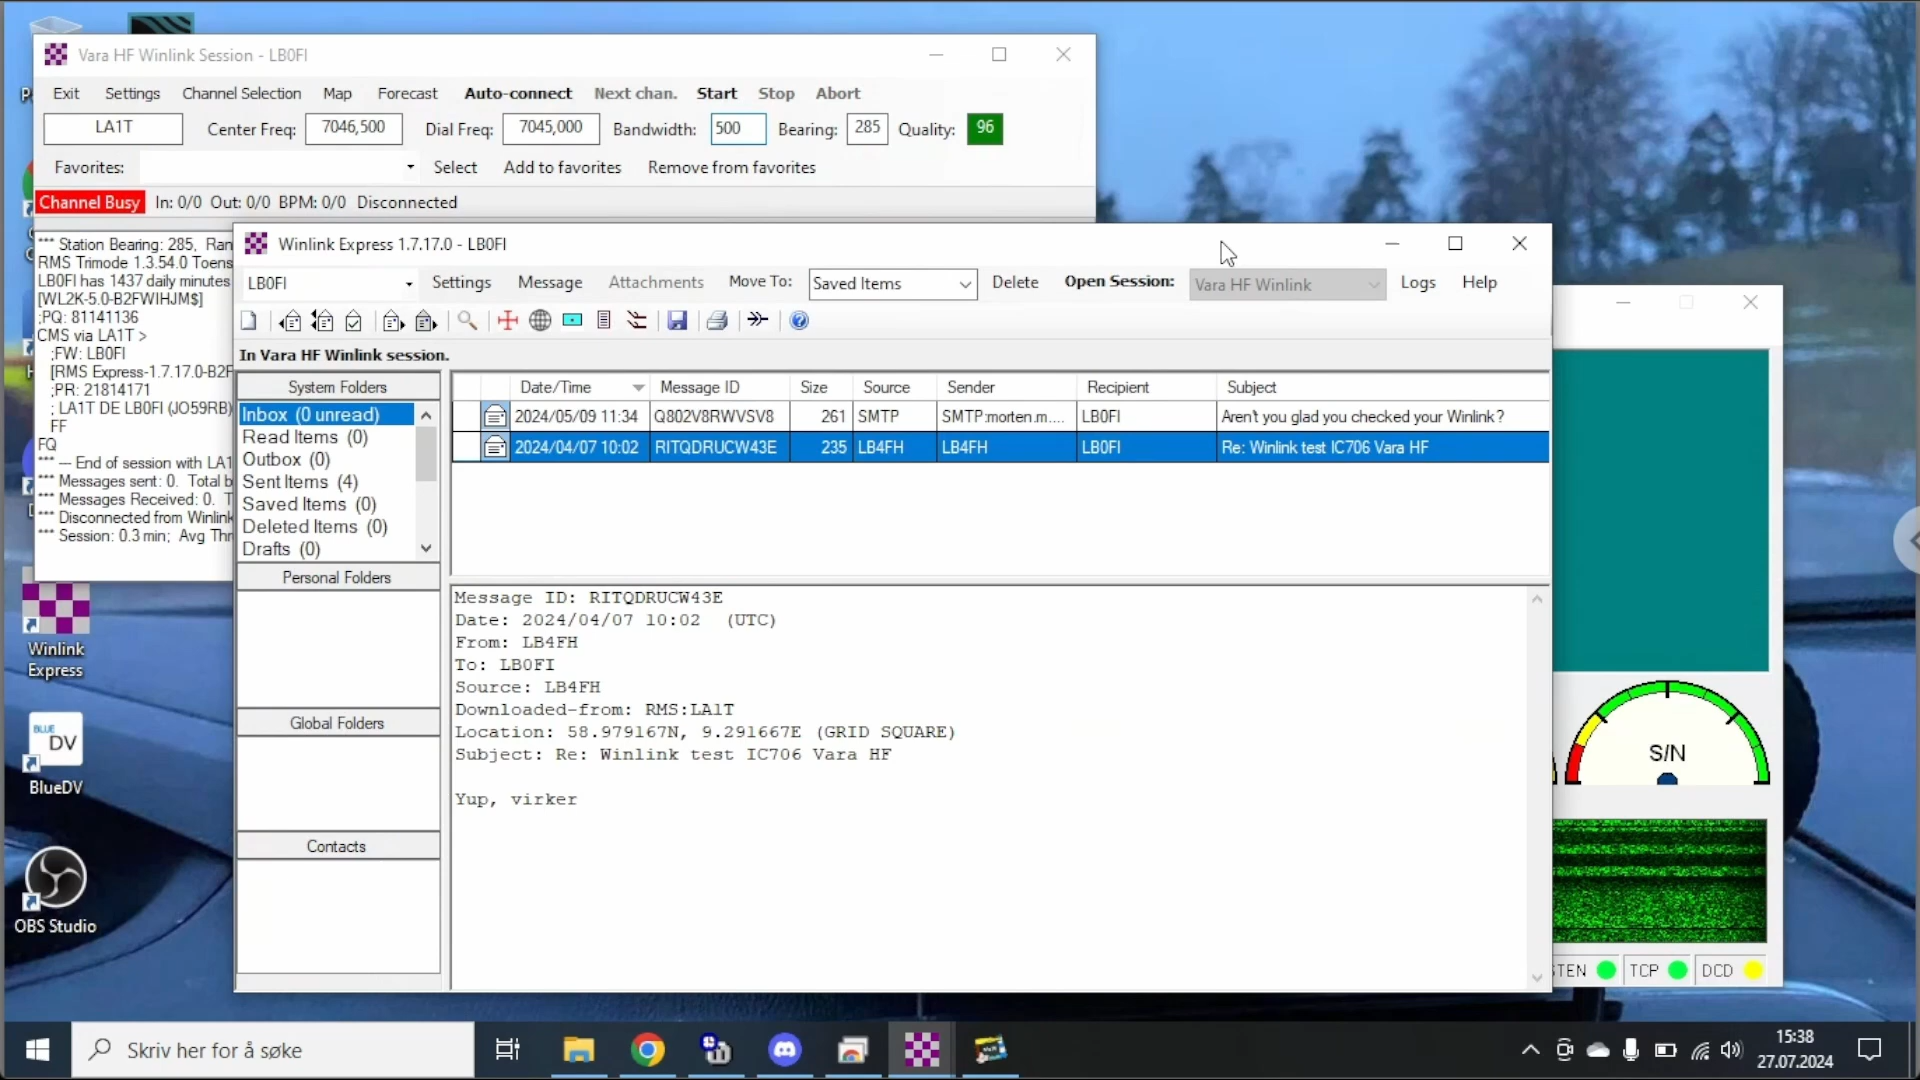 Vara HF Winlink Session - LB0FI
Exit Settings Channel Selection Map Forecast Auto-connect Next chan. Start Stop Abort
LA1T Center Freq: 7046,500 Dial Freq: 7045,000 Bandwidth: 500 Bearing: 285 Quality: 96
Favorites: Select Add to favorites Remove from favorites
Channel Busy In: 0/0 Out: 0/0 BPM: 0/0 Disconnected
*** Station Bearing: 285, Ran
RMS Trimode 1.3.54.0 Toens
LB0FI has 1437 daily minutes
[WL2K-5.0-B2FWIHJM$]
;PQ: 81141136
CMS via LA1T >
;FW: LB0FI
[RMS Express-1.7.17.0-B2F
;PR: 21814171
; LA1T DE LB0FI (JO59RB)
FF
FQ
*** --- End of session with LA1
*** Messages sent: 0. Total b
*** Messages Received: 0. T
*** Disconnected from Winlink
*** Session: 0.3 min; Avg Thr
Winlink Express 1.7.17.0 - LB0FI
LB0FI Settings Message Attachments Move To: Saved Items Delete Open Session: Vara HF Winlink Logs Help
In Vara HF Winlink session.
System Folders
Inbox (0 unread)
Read Items (0)
Outbox (0)
Sent Items (4)
Saved Items (0)
Deleted Items (0)
Drafts (0)
Personal Folders
Global Folders
Contacts
Date/Time Message ID Size Source Sender Recipient Subject
2024/05/09 11:34 Q802V8RWVSV8 261 SMTP SMTP:morten.m.... LB0FI Aren't you glad you checked your Winlink?
2024/04/07 10:02 RITQDRUCW43E 235 LB4FH LB4FH LB0FI Re: Winlink test IC706 Vara HF
Message ID: RITQDRUCW43E
Date: 2024/04/07 10:02 (UTC)
From: LB4FH
To: LB0FI
Source: LB4FH
Downloaded-from: RMS:LA1T
Location: 58.979167N, 9.291667E (GRID SQUARE)
Subject: Re: Winlink test IC706 Vara HF
Yup, virker
S/N
STEN TCP DCD
Winlink
Express
BLUE
DV
BlueDV
OBS Studio
Skriv her for å søke
15:38
27.07.2024